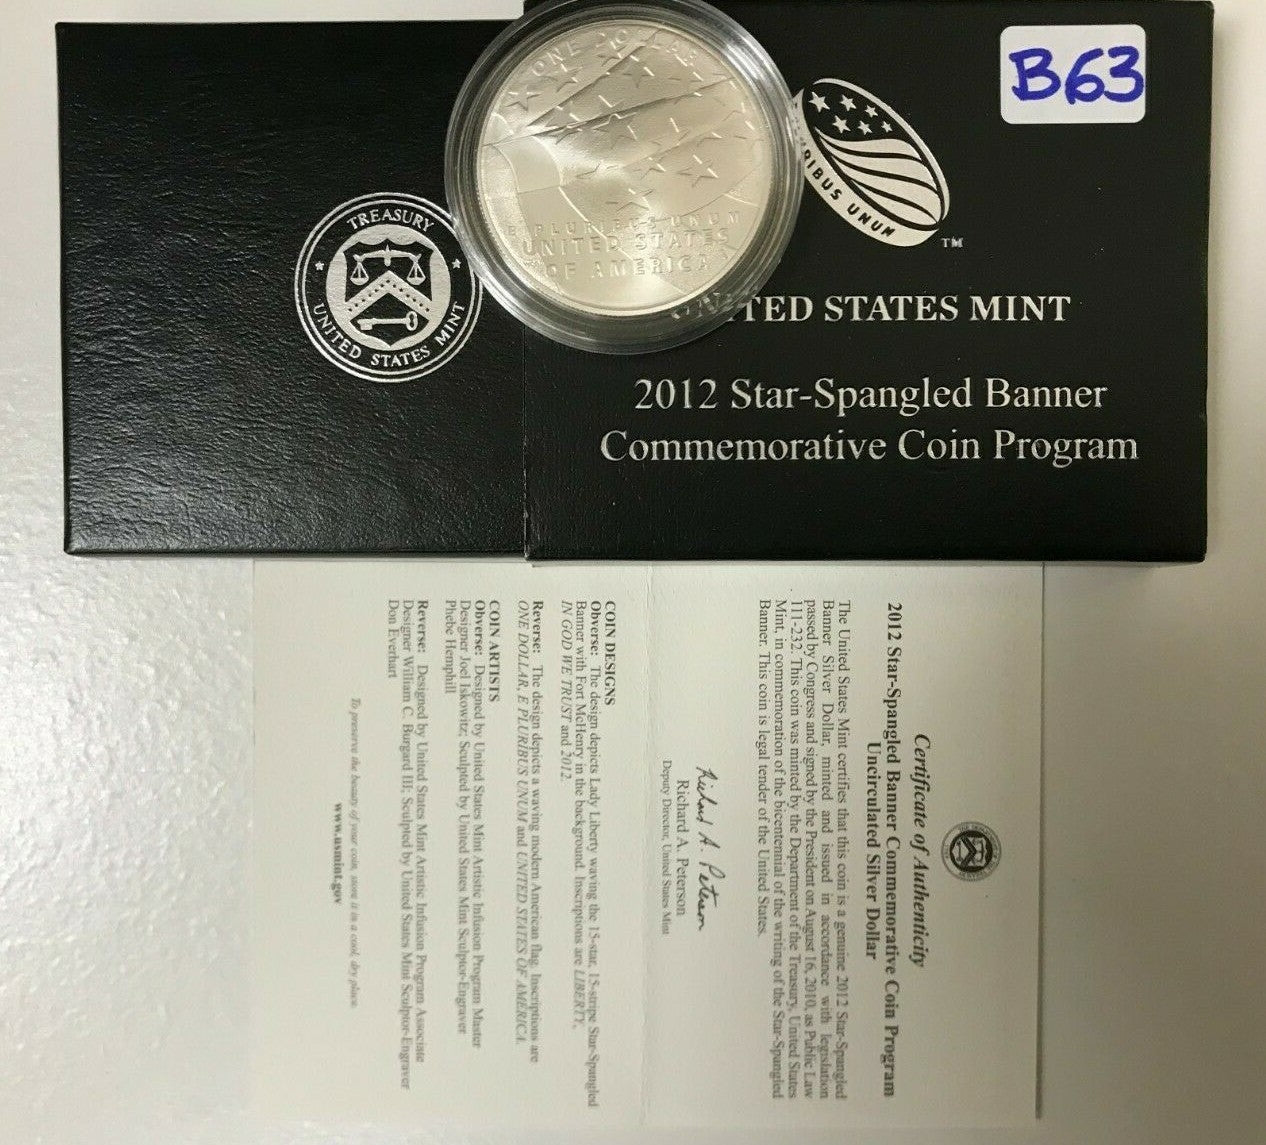 B63
ONE DOLLAR
E PLURIBUS UNUM
UNITED STATES
OF AMERICA
TREASURY
UNITED STATES MINT
RIBUS UNUM
TM
UNITED STATES MINT
2012 Star-Spangled Banner
Commemorative Coin Program
Certificate of Authenticity
2012 Star-Spangled Banner Commemorative Coin Program
Uncirculated Silver Dollar
The United States Mint certifies that this coin is a genuine 2012 Star-Spangled
Banner Silver Dollar, minted and issued in accordance with legislation
passed by Congress and signed by the President on August 16, 2010, as Public Law
111-232. This coin was minted by the Department of the Treasury, United States
Mint, in commemoration of the bicentennial of the writing of the Star-Spangled
Banner. This coin is legal tender of the United States.
Richard A. Peterson
Richard A. Peterson
Deputy Director, United States Mint
COIN DESIGNS
Obverse: The design depicts Lady Liberty waving the 15-star, 15-stripe Star-Spangled
Banner with Fort McHenry in the background. Inscriptions are LIBERTY,
IN GOD WE TRUST and 2012.
Reverse: The design depicts a waving modern American flag. Inscriptions are
ONE DOLLAR, E PLURIBUS UNUM and UNITED STATES OF AMERICA.
COIN ARTISTS
Obverse: Designed by United States Mint Artistic Infusion Program Master
Designer Joel Iskowitz; Sculpted by United States Mint Sculptor-Engraver
Phebe Hemphill
Reverse: Designed by United States Mint Artistic Infusion Program Associate
Designer William C. Burgard III; Sculpted by United States Mint Sculptor-Engraver
Don Everhart
To preserve the beauty of your coin, store it in a cool, dry place.
www.usmint.gov